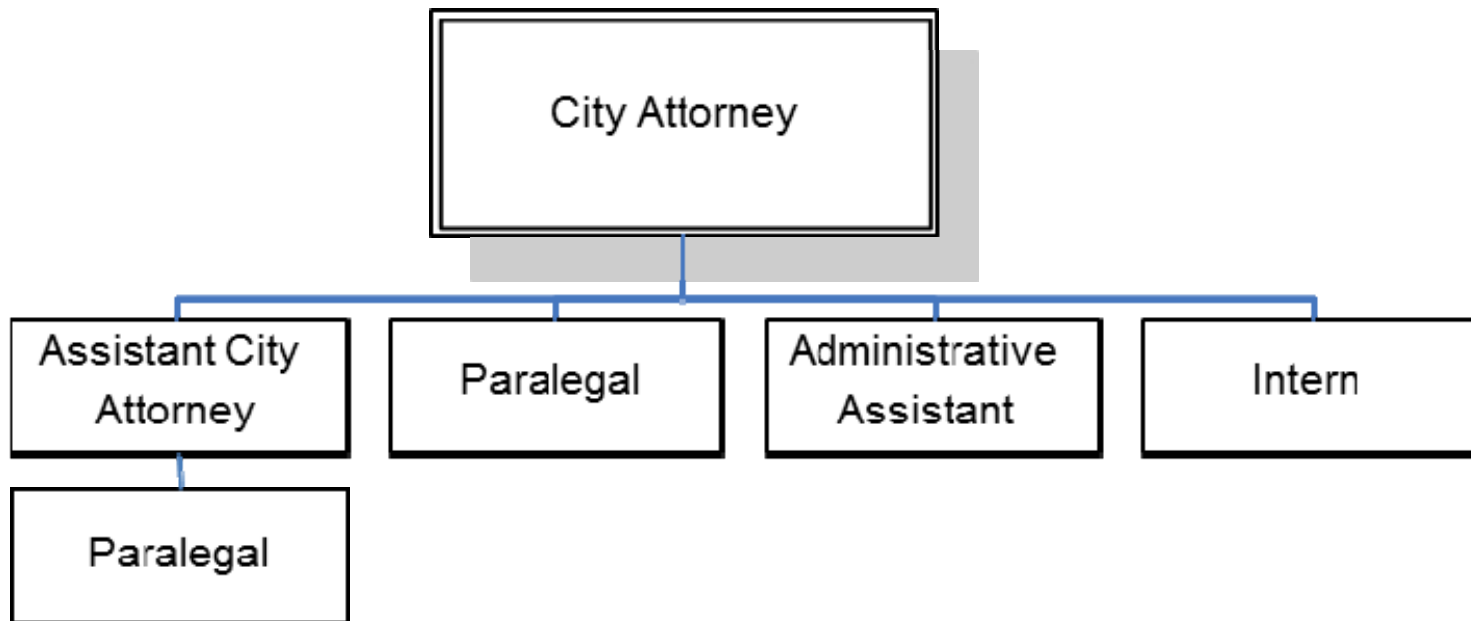 City Attorney
Assistant City
Attorney
Paralegal
Administrative
Assistant
Intern
Paralegal